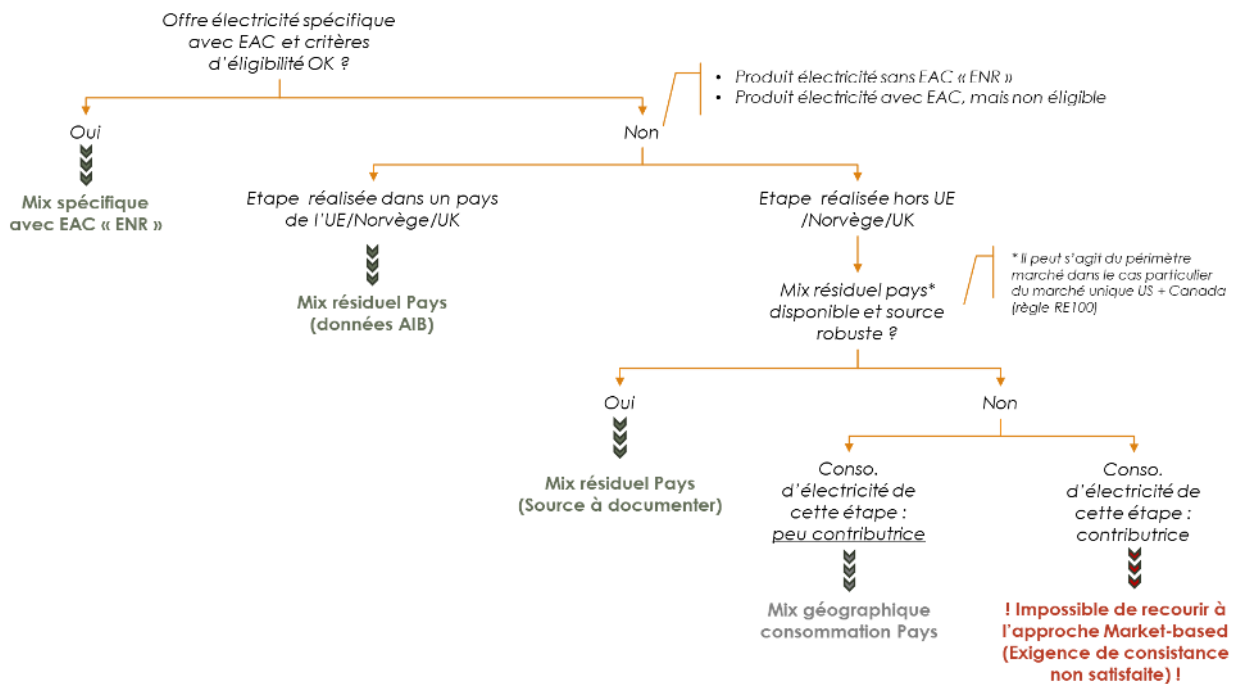 Offre électricité spécifique
avec EAC et critères
d'éligibilité OK ?
• Produit électricité sans EAC « ENR »
• Produit électricité avec EAC, mais non éligible
Oui
Non
Mix spécifique
avec EAC « ENR »
Etape réalisée dans un pays
de l'UE/Norvège/UK
Etape réalisée hors UE
/Norvège/UK
Mix résiduel Pays
(données AIB)
* Il peut s'agit du périmètre
marché dans le cas particulier
du marché unique US + Canada
(règle RE100)
Mix résiduel pays*
disponible et source
robuste ?
Oui
Non
Mix résiduel Pays
(Source à documenter)
Conso.
d'électricité de
cette étape :
peu contributrice
Conso.
d'électricité de
cette étape :
contributrice
Mix géographique
consommation Pays
! Impossible de recourir à
l'approche Market-based
(Exigence de consistance
non satisfaite) !